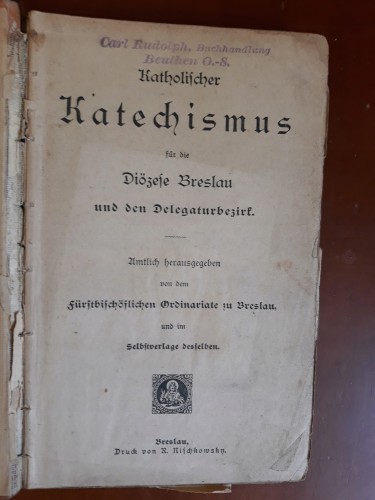 Carl Rudolph, Buchhandlung
Beuthen O.-S.
Katholischer
Katechismus
für die
Diözese Breslau
und den Delegaturbezirk.
Amtlich herausgegeben
von dem
Fürstbischöflichen Ordinariate zu Breslau,
und im
Selbstverlage desselben.
Breslau,
Druck von R. Nischkowsky.